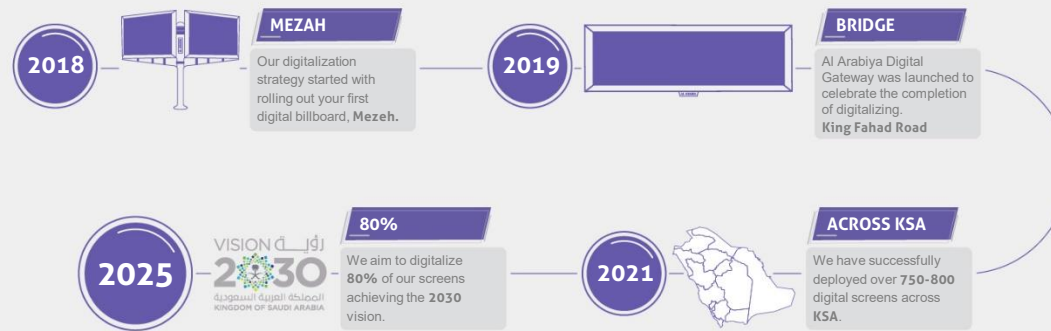 2018
MEZAH
Our digitalization
strategy started with
rolling out your first
digital billboard, Mezeh.
2019
BRIDGE
Al Arabiya Digital
Gateway was launched to
celebrate the completion
of digitalizing.
King Fahad Road
2025
VISION رؤيــة
2030
المملكة العربية السعودية
KINGDOM OF SAUDI ARABIA
80%
We aim to digitalize
80% of our screens
achieving the 2030
vision.
2021
ACROSS KSA
We have successfully
deployed over 750-800
digital screens across
KSA.